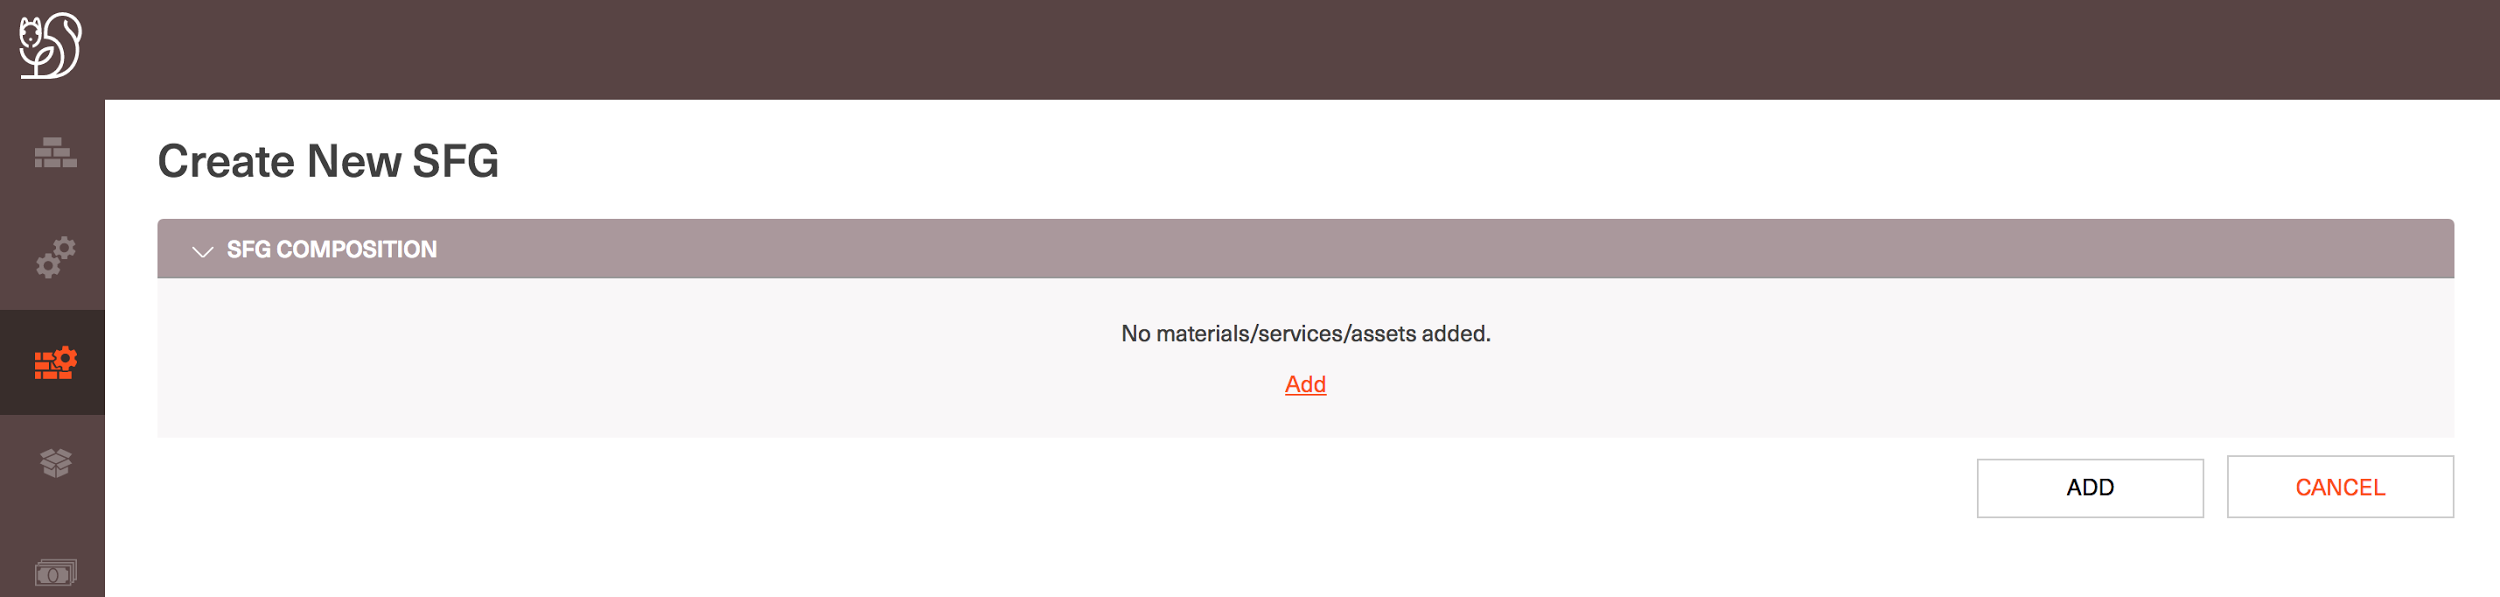 Create New SFG
SFG COMPOSITION
No materials/services/assets added.
Add
ADD
CANCEL